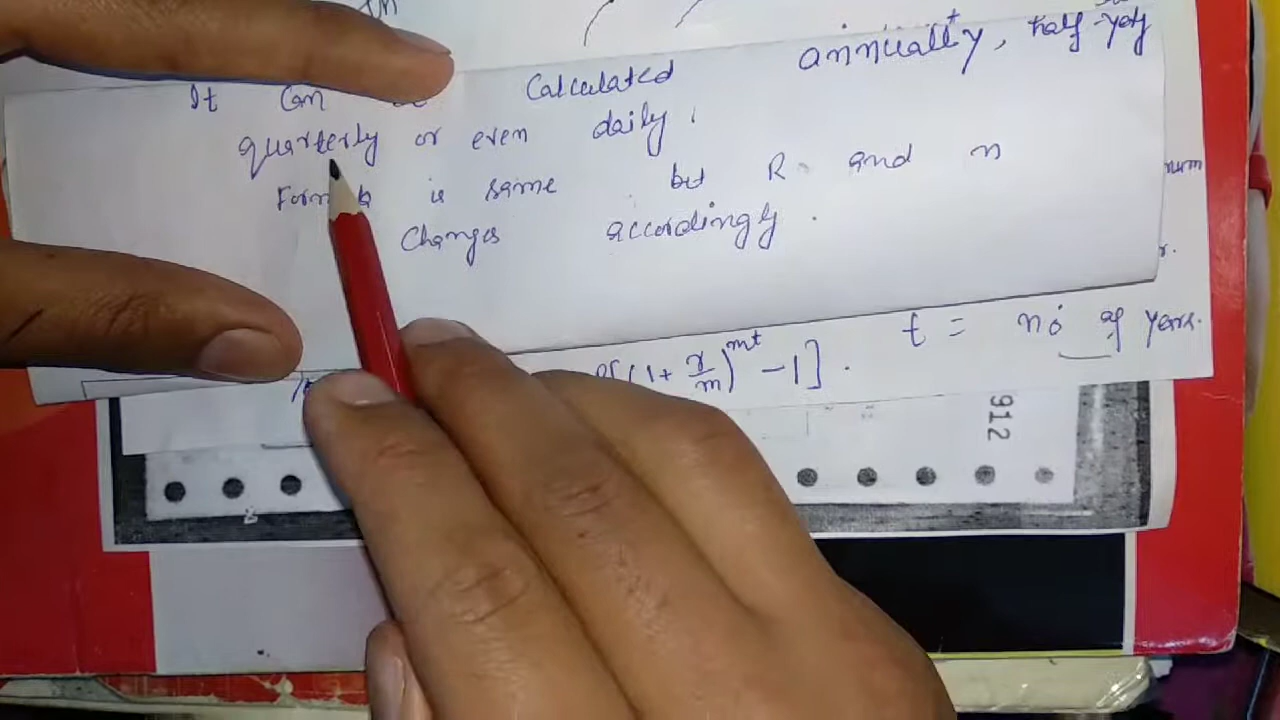 It Can be Calculated annually, half-yely
quarterly or even daily.
Formula is same but R and n
changes accordingly.
t = no of years.
(1 + r/m)^mt - 1].
912